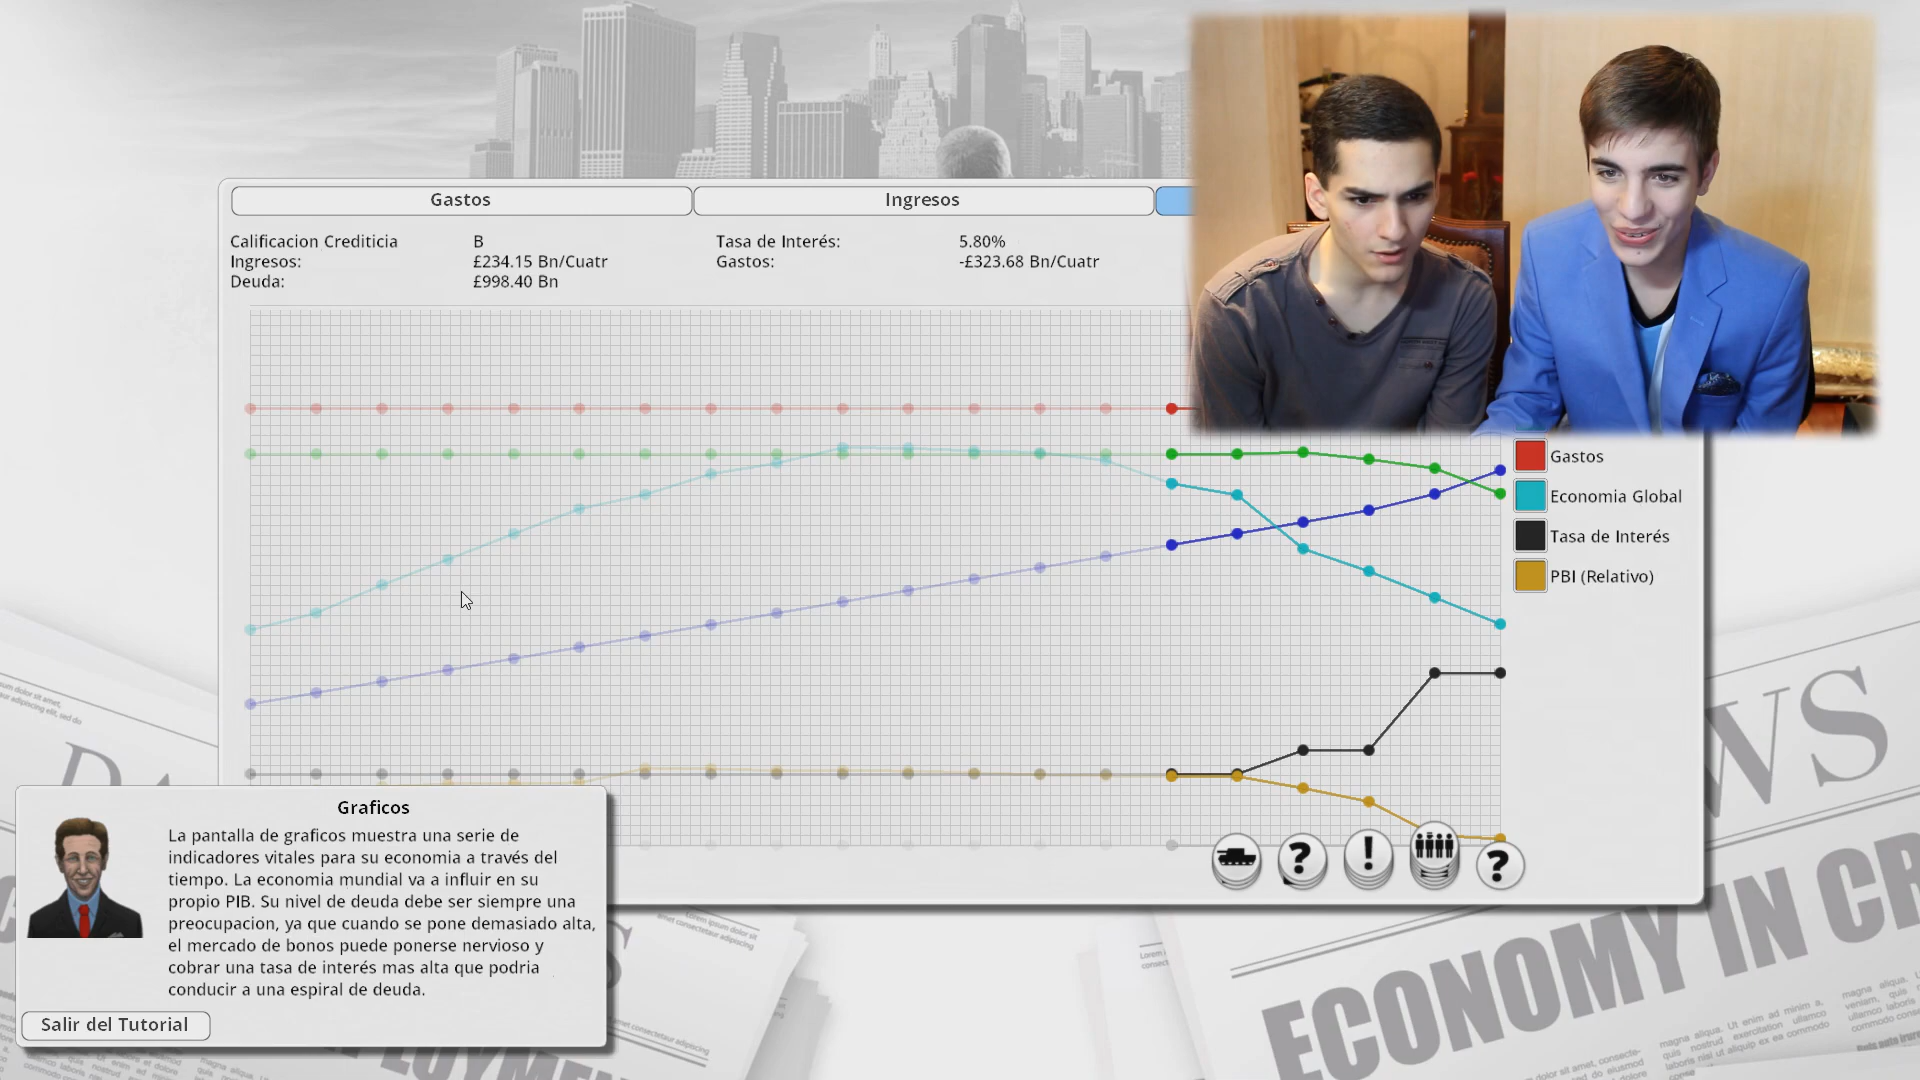 Gastos
Ingresos
Calificacion Crediticia B Tasa de Interés: 5.80%
Ingresos: £234.15 Bn/Cuatr Gastos: -£323.68 Bn/Cuatr
Deuda: £998.40 Bn
Gastos
Economia Global
Tasa de Interés
PBI (Relativo)
Graficos
La pantalla de graficos muestra una serie de
indicadores vitales para su economia a través del
tiempo. La economia mundial va a influir en su
propio PIB. Su nivel de deuda debe ser siempre una
preocupacion, ya que cuando se pone demasiado alta,
el mercado de bonos puede ponerse nervioso y
cobrar una tasa de interés mas alta que podria
conducir a una espiral de deuda.
Salir del Tutorial
WS
ECONOMY IN CR